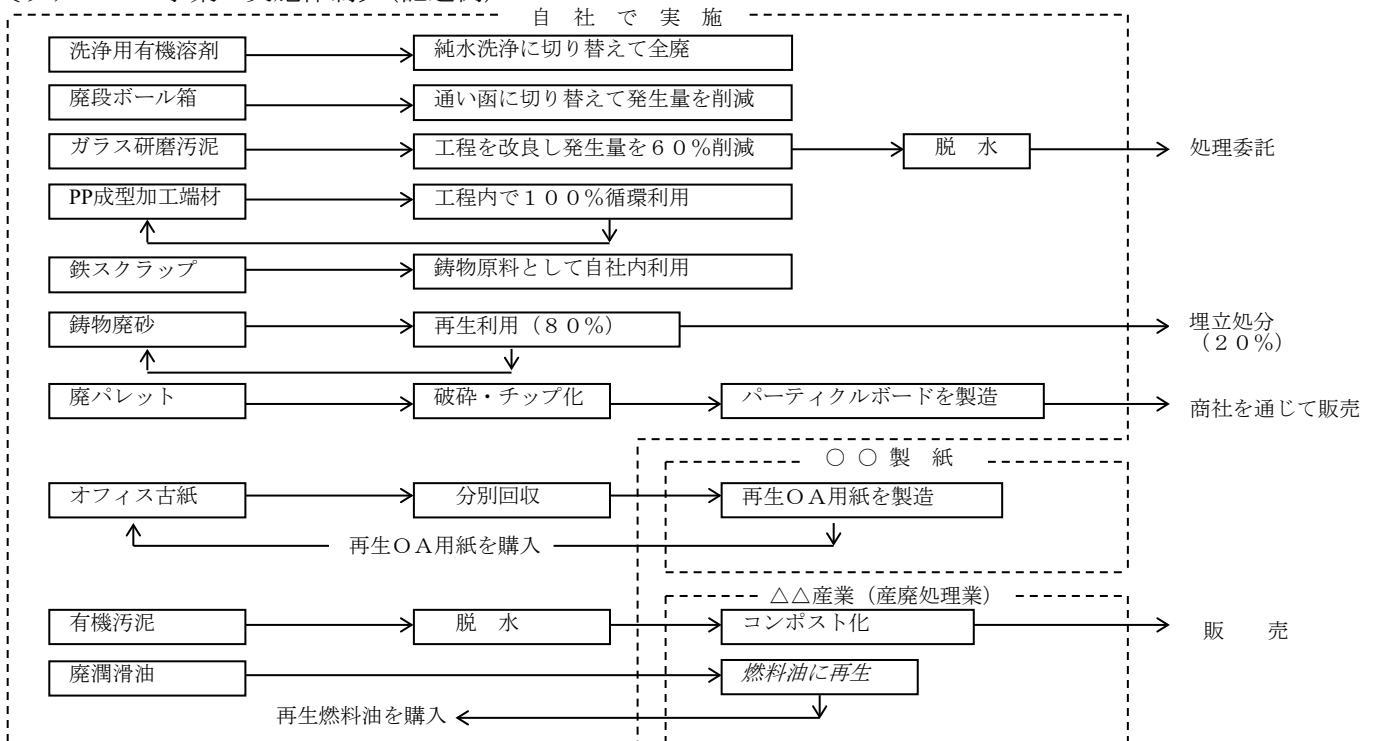 自 社 で 実 施
洗浄用有機溶剤 純水洗浄に切り替えて全廃
廃段ボール箱 通い函に切り替えて発生量を削減
ガラス研磨汚泥 工程を改良し発生量を６０％削減 脱 水 処理委託
PP成型加工端材 工程内で１００％循環利用
鉄スクラップ 鋳物原料として自社内利用
鋳物廃砂 再生利用（８０％） 埋立処分
（２０％）
廃パレット 破砕・チップ化 パーティクルボードを製造 商社を通じて販売
〇 〇 製 紙
オフィス古紙 分別回収 再生ＯＡ用紙を製造
再生ＯＡ用紙を購入
△△産業（産廃処理業）
有機汚泥 脱 水 コンポスト化 販 売
廃潤滑油 燃料油に再生
再生燃料油を購入